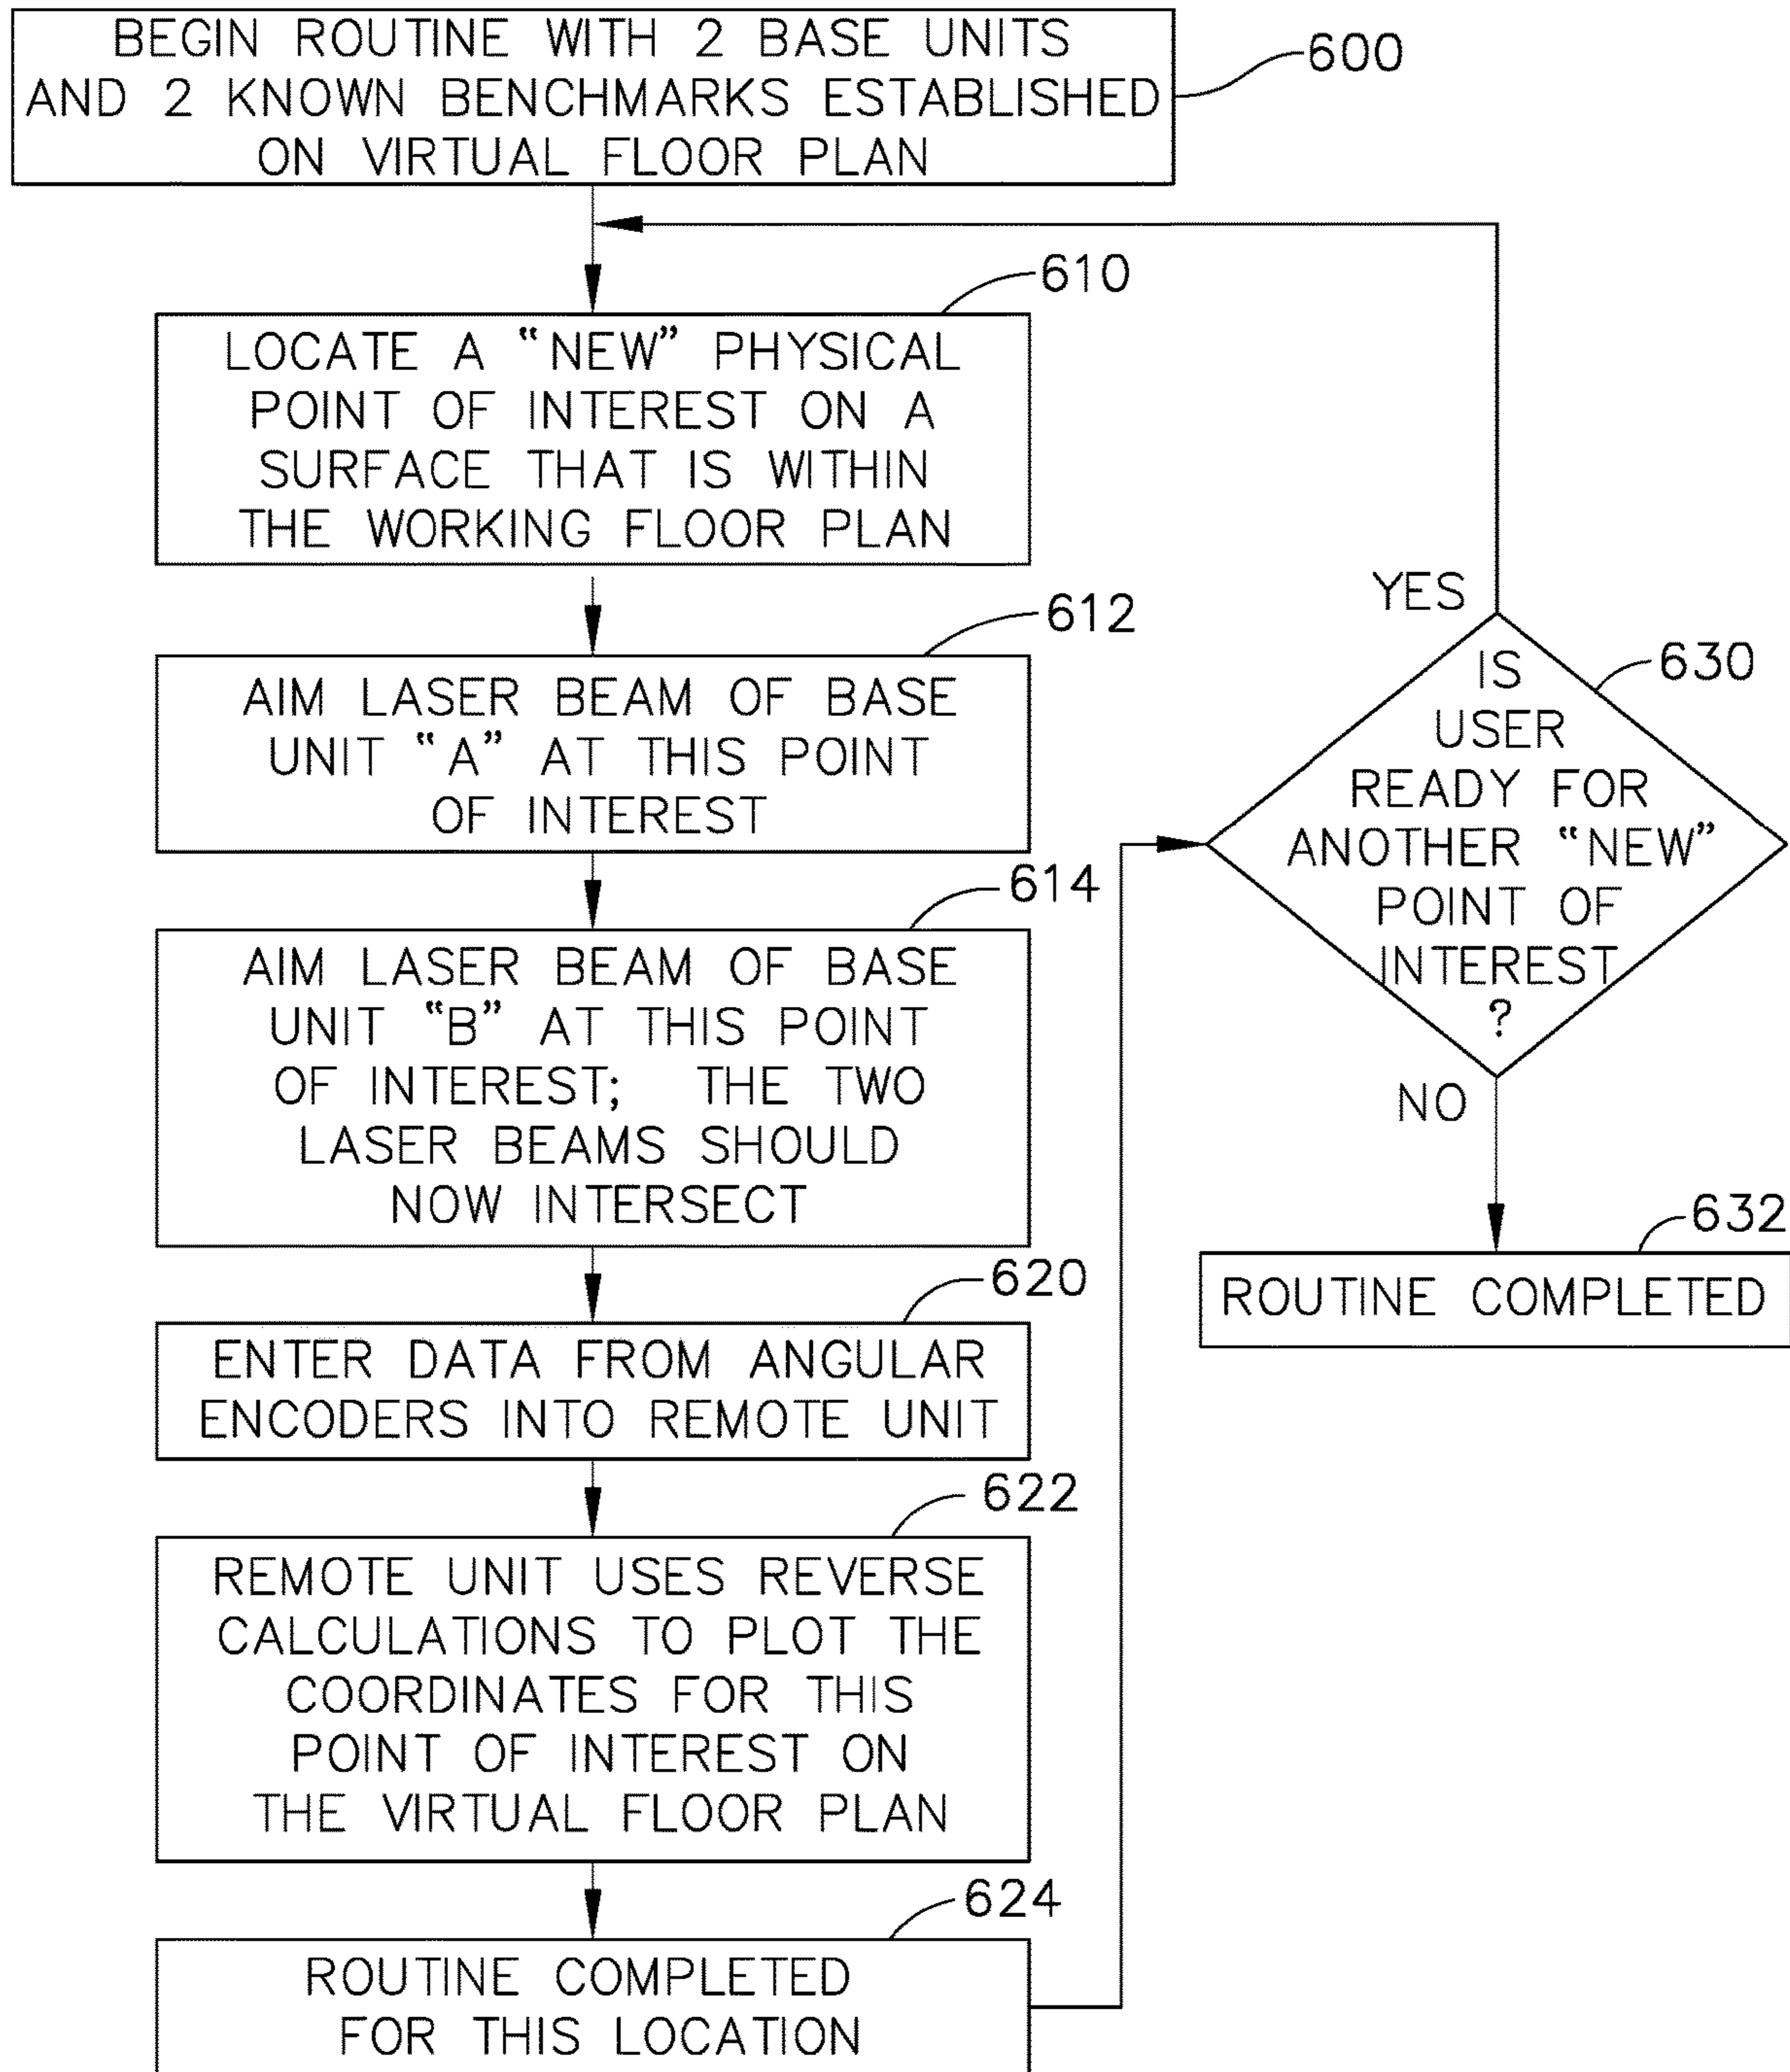 BEGIN ROUTINE WITH 2 BASE UNITS
AND 2 KNOWN BENCHMARKS ESTABLISHED
ON VIRTUAL FLOOR PLAN
600
610
LOCATE A “NEW” PHYSICAL
POINT OF INTEREST ON A
SURFACE THAT IS WITHIN
THE WORKING FLOOR PLAN
612
AIM LASER BEAM OF BASE
UNIT “A” AT THIS POINT
OF INTEREST
614
AIM LASER BEAM OF BASE
UNIT “B” AT THIS POINT
OF INTEREST; THE TWO
LASER BEAMS SHOULD
NOW INTERSECT
620
ENTER DATA FROM ANGULAR
ENCODERS INTO REMOTE UNIT
622
REMOTE UNIT USES REVERSE
CALCULATIONS TO PLOT THE
COORDINATES FOR THIS
POINT OF INTEREST ON
THE VIRTUAL FLOOR PLAN
624
ROUTINE COMPLETED
FOR THIS LOCATION
YES
630
IS
USER
READY FOR
ANOTHER “NEW”
POINT OF
INTEREST
?
NO
632
ROUTINE COMPLETED